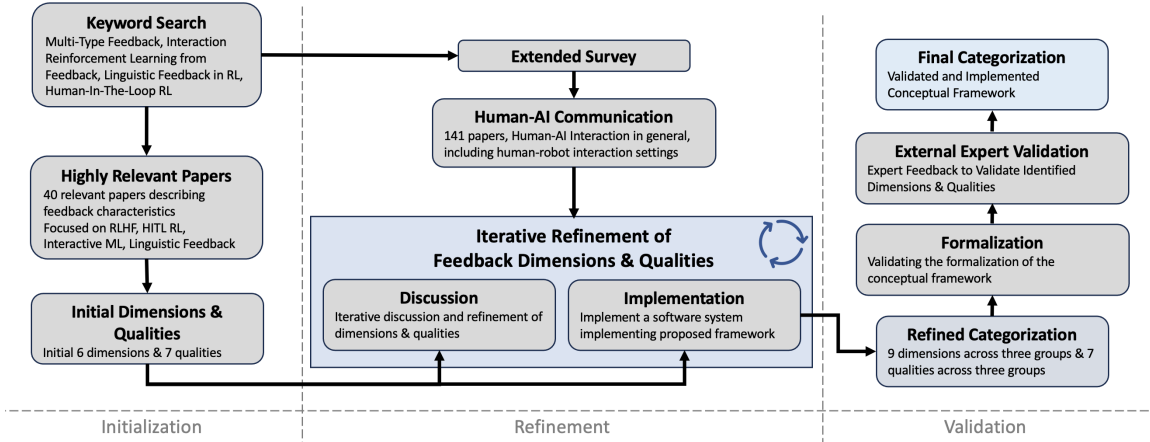 Keyword Search
Multi-Type Feedback, Interaction
Reinforcement Learning from
Feedback, Linguistic Feedback in RL,
Human-In-The-Loop RL
Highly Relevant Papers
40 relevant papers describing
feedback characteristics
Focused on RLHF, HITL RL,
Interactive ML, Linguistic Feedback
Initial Dimensions &
Qualities
Initial 6 dimensions & 7 qualities
Initialization
Extended Survey
Human-AI Communication
141 papers, Human-AI Interaction in general,
including human-robot interaction settings
Iterative Refinement of
Feedback Dimensions & Qualities
Discussion
Iterative discussion and refinement of
dimensions & qualities
Implementation
Implement a software system
implementing proposed framework
Refinement
Final Categorization
Validated and Implemented
Conceptual Framework
External Expert Validation
Expert Feedback to Validate Identified
Dimensions & Qualities
Formalization
Validating the formalization of the
conceptual framework
Refined Categorization
9 dimensions across three groups & 7
qualities across three groups
Validation